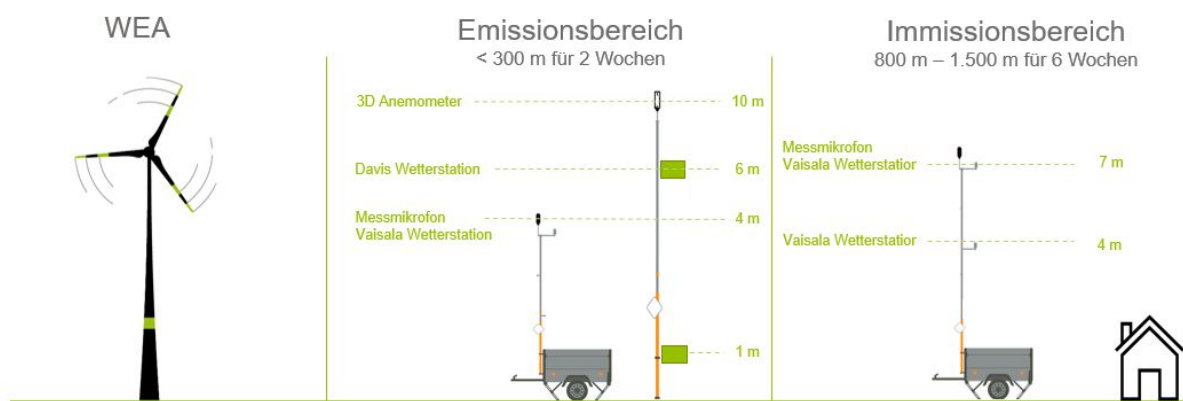 WEA
Emissionsbereich
< 300 m für 2 Wochen
3D Anemometer
10 m
Davis Wetterstation
6 m
Messmikrofon
Vaisala Wetterstation
4 m
1 m
Immissionsbereich
800 m – 1.500 m für 6 Wochen
Messmikrofon
Vaisala Wetterstatior
7 m
Vaisala Wetterstatior
4 m